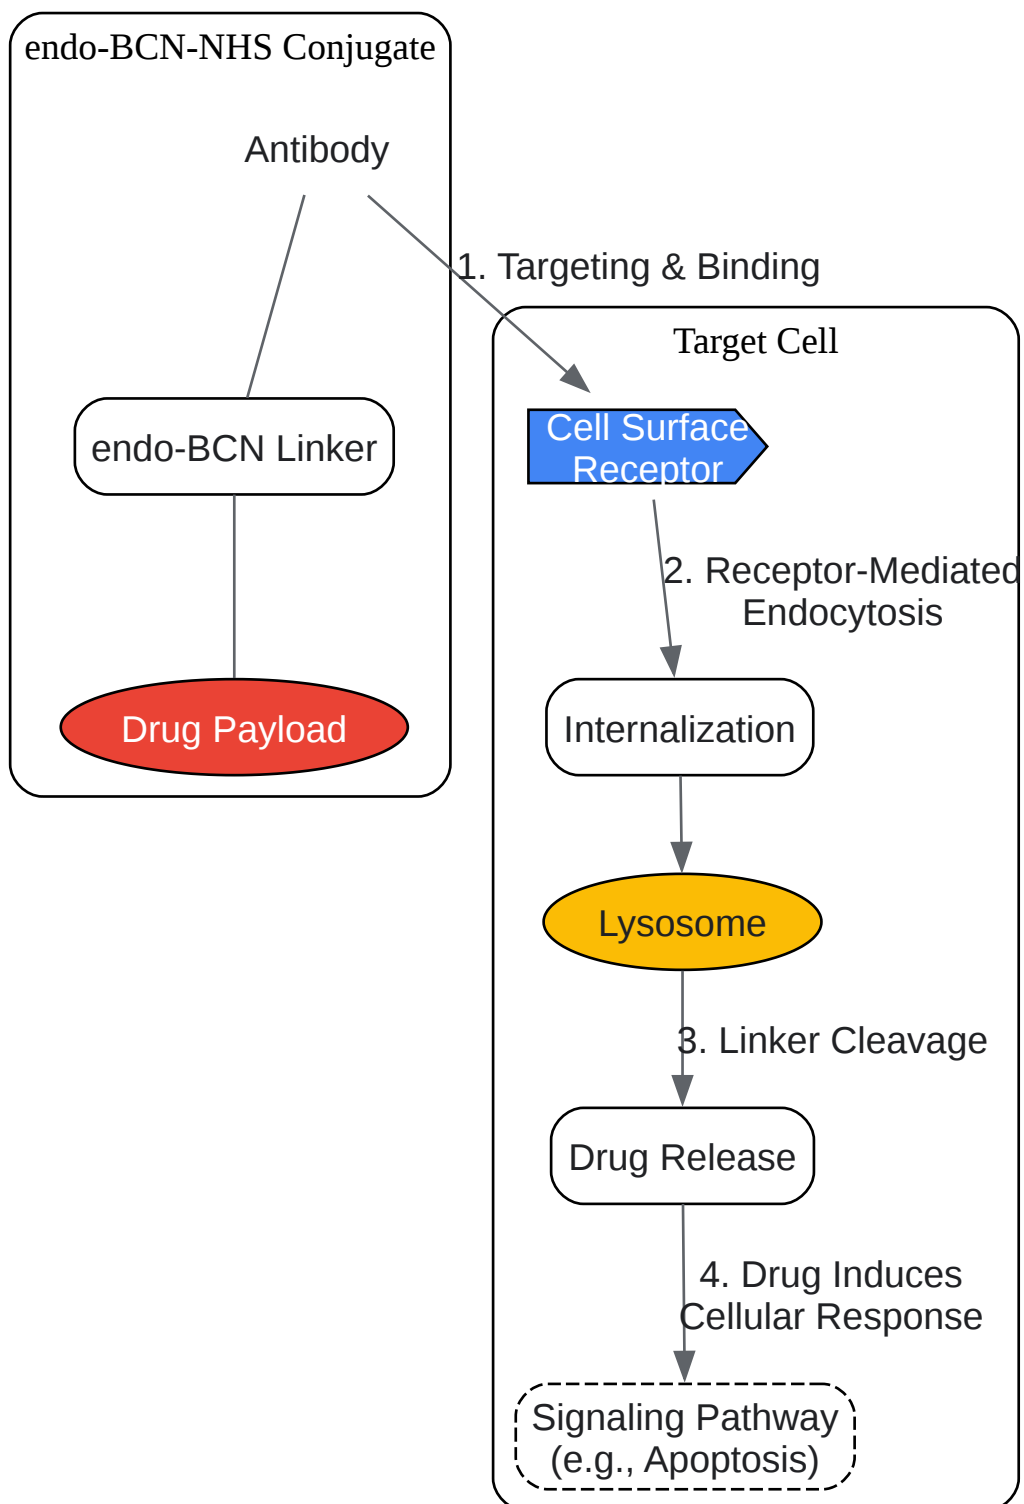 endo-BCN-NHS Conjugate
Antibody
1. Targeting & Binding
Target Cell
Cell Surface
Receptor
endo-BCN Linker
2. Receptor-Mediated
Endocytosis
Drug Payload
Internalization
Lysosome
3. Linker Cleavage
Drug Release
4. Drug Induces
Cellular Response
Signaling Pathway
(e.g., Apoptosis)